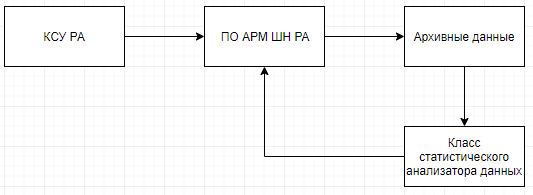 КСУ РА
ПО АРМ ШН РА
Архивные данные
Класс
статистического
анализатора данных